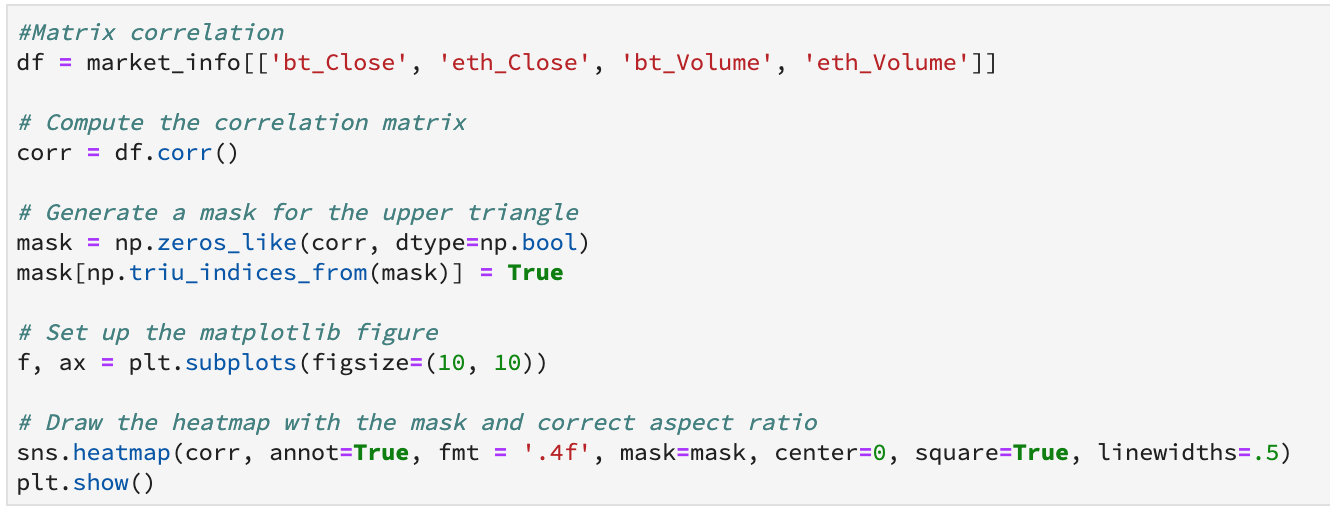 #Matrix correlation
df = market_info[['bt_Close', 'eth_Close', 'bt_Volume', 'eth_Volume']]
# Compute the correlation matrix
corr = df.corr()
# Generate a mask for the upper triangle
mask = np.zeros_like(corr, dtype=np.bool)
mask[np.triu_indices_from(mask)] = True
# Set up the matplotlib figure
f, ax = plt.subplots(figsize=(10, 10))
# Draw the heatmap with the mask and correct aspect ratio
sns.heatmap(corr, annot=True, fmt = '.4f', mask=mask, center=0, square=True, linewidths=.5)
plt.show()